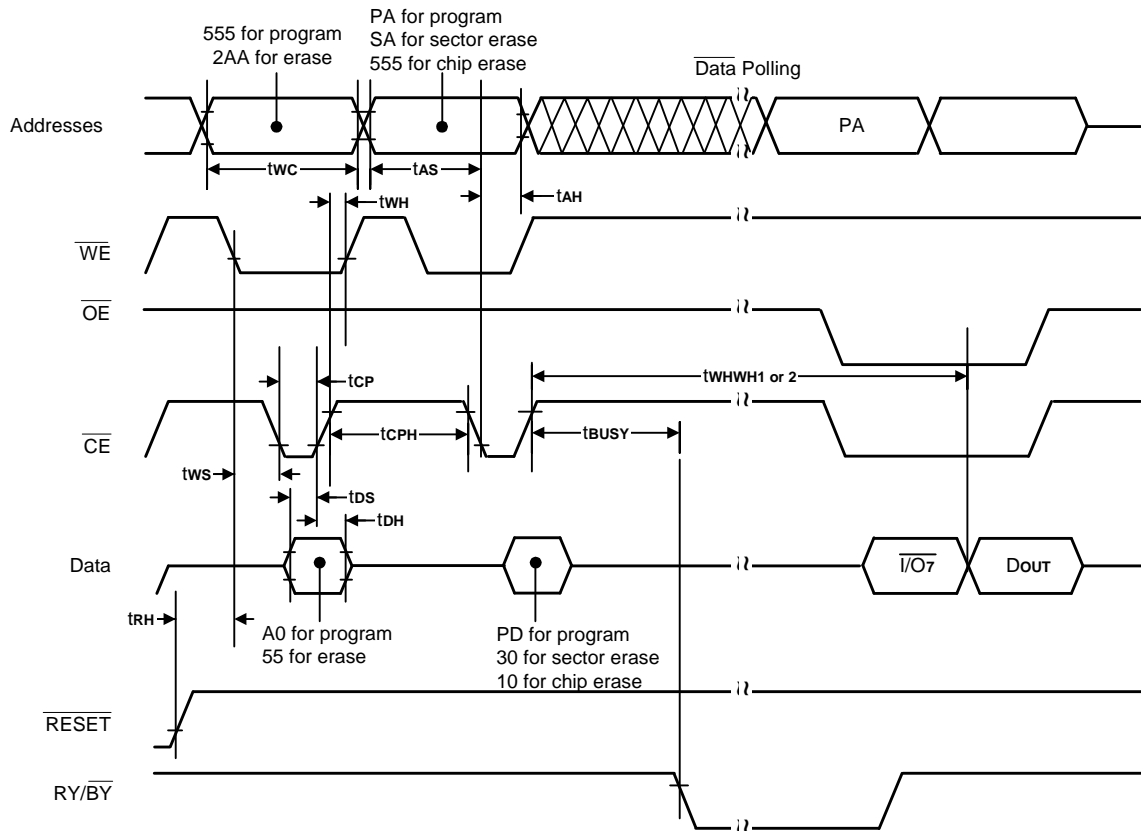 555 for program
2AA for erase
PA for program
SA for sector erase
555 for chip erase
Data Polling
Addresses
PA
tWC
tAS
tAH
tWH
WE
OE
tCP
tWHWH1 or 2
CE
tCPH
tBUSY
tWS
tDS
tDH
Data
I/O7
DOUT
tRH
A0 for program
55 for erase
PD for program
30 for sector erase
10 for chip erase
RESET
RY/BY